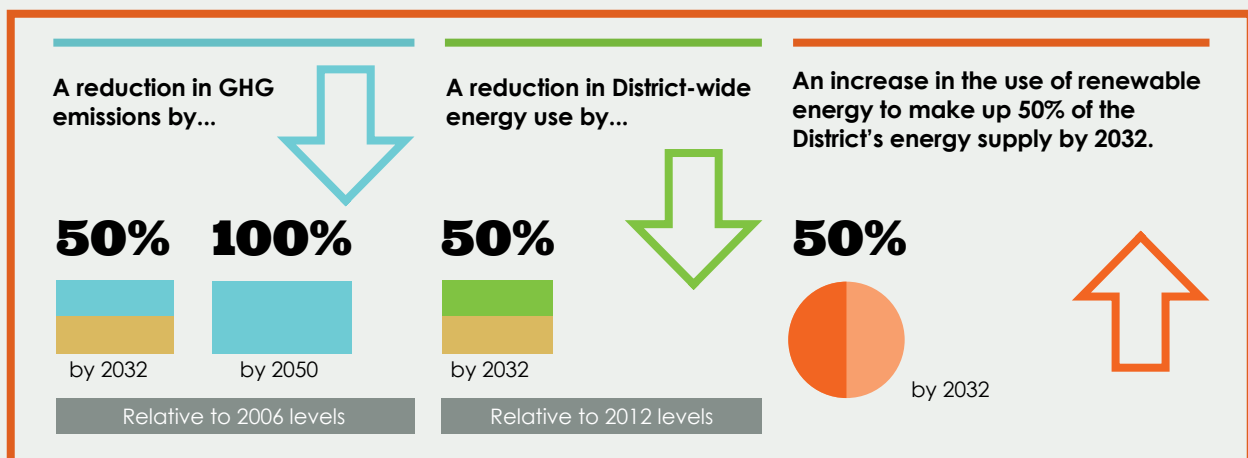 A reduction in GHG
emissions by...
50% 100%
by 2032 by 2050
Relative to 2006 levels
A reduction in District-wide
energy use by...
50%
by 2032
Relative to 2012 levels
An increase in the use of renewable
energy to make up 50% of the
District's energy supply by 2032.
50%
by 2032